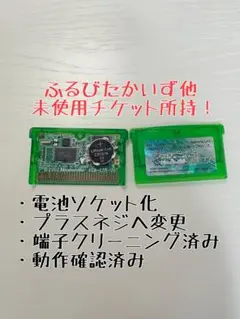 ふるびたかいず他
未使用チケット所持！
・電池ソケット化
・プラスネジへ変更
・端子クリーニング済み
・動作確認済み